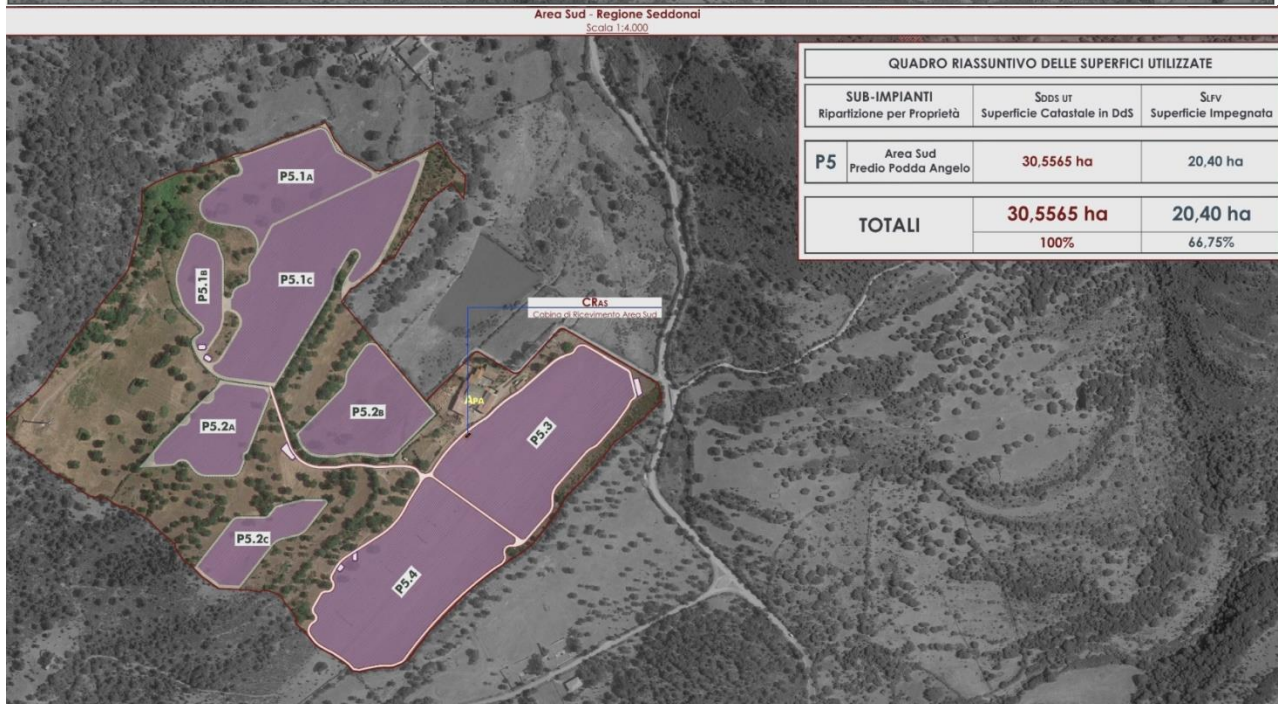 Area Sud - Regione Seddonai
Scala 1:4.000
QUADRO RIASSUNTIVO DELLE SUPERFICI UTILIZZATE
SUB-IMPIANTI
Ripartizione per Proprietà
SDDS UT
Superficie Catastale in DdS
SLFV
Superficie Impegnata
P5
Area Sud
Predio Podda Angelo
30,5565 ha
20,40 ha
TOTALI
30,5565 ha
20,40 ha
100%
66,75%
P5.1A
P5.1B
P5.1C
CRAS
Cabina di Ricevimento Area Sud
APA
P5.2A
P5.2B
P5.3
P5.2C
P5.4